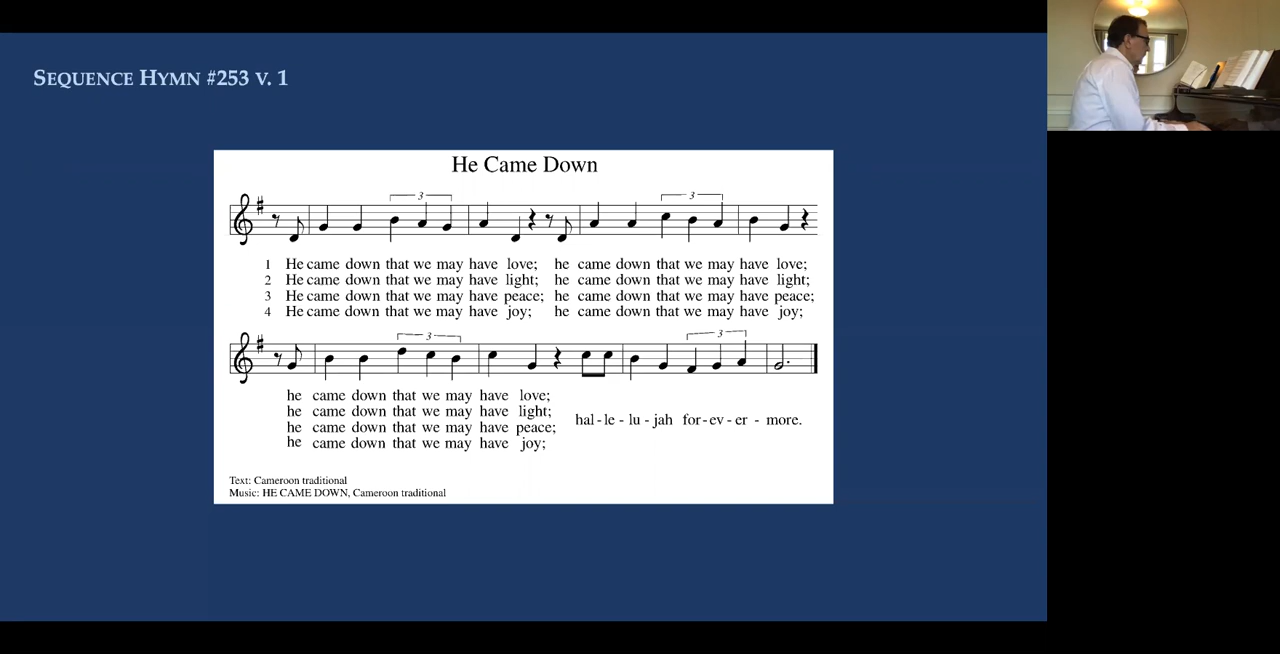 SEQUENCE HYMN #253 V. 1
He Came Down
3 3
1 He came down that we may have love; he came down that we may have love;
2 He came down that we may have light; he came down that we may have light;
3 He came down that we may have peace; he came down that we may have peace;
4 He came down that we may have joy; he came down that we may have joy;
3 3
he came down that we may have love;
he came down that we may have light;
hal - le - lu - jah for - ev - er - more.
he came down that we may have peace;
he came down that we may have joy;
Text: Cameroon traditional
Music: HE CAME DOWN, Cameroon traditional